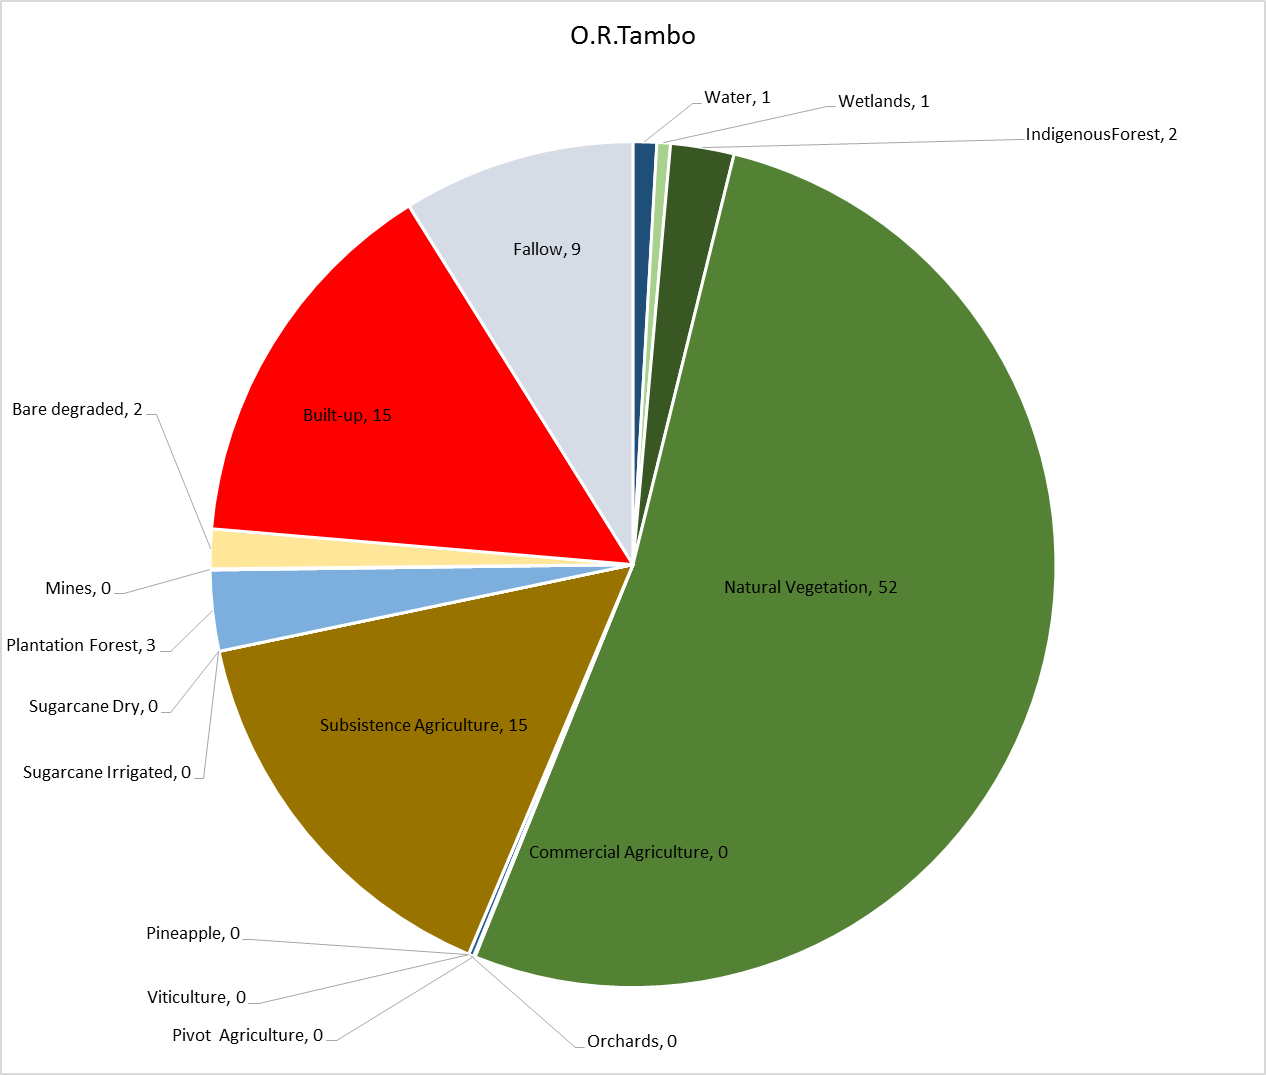 O.R.Tambo
Water, 1
Wetlands, 1
IndigenousForest, 2
Fallow, 9
Bare degraded, 2
Built-up, 15
Mines, 0
Natural Vegetation, 52
Plantation Forest, 3
Sugarcane Dry, 0
Subsistence Agriculture, 15
Sugarcane Irrigated, 0
Commercial Agriculture, 0
Pineapple, 0
Viticulture, 0
Pivot  Agriculture, 0
Orchards, 0